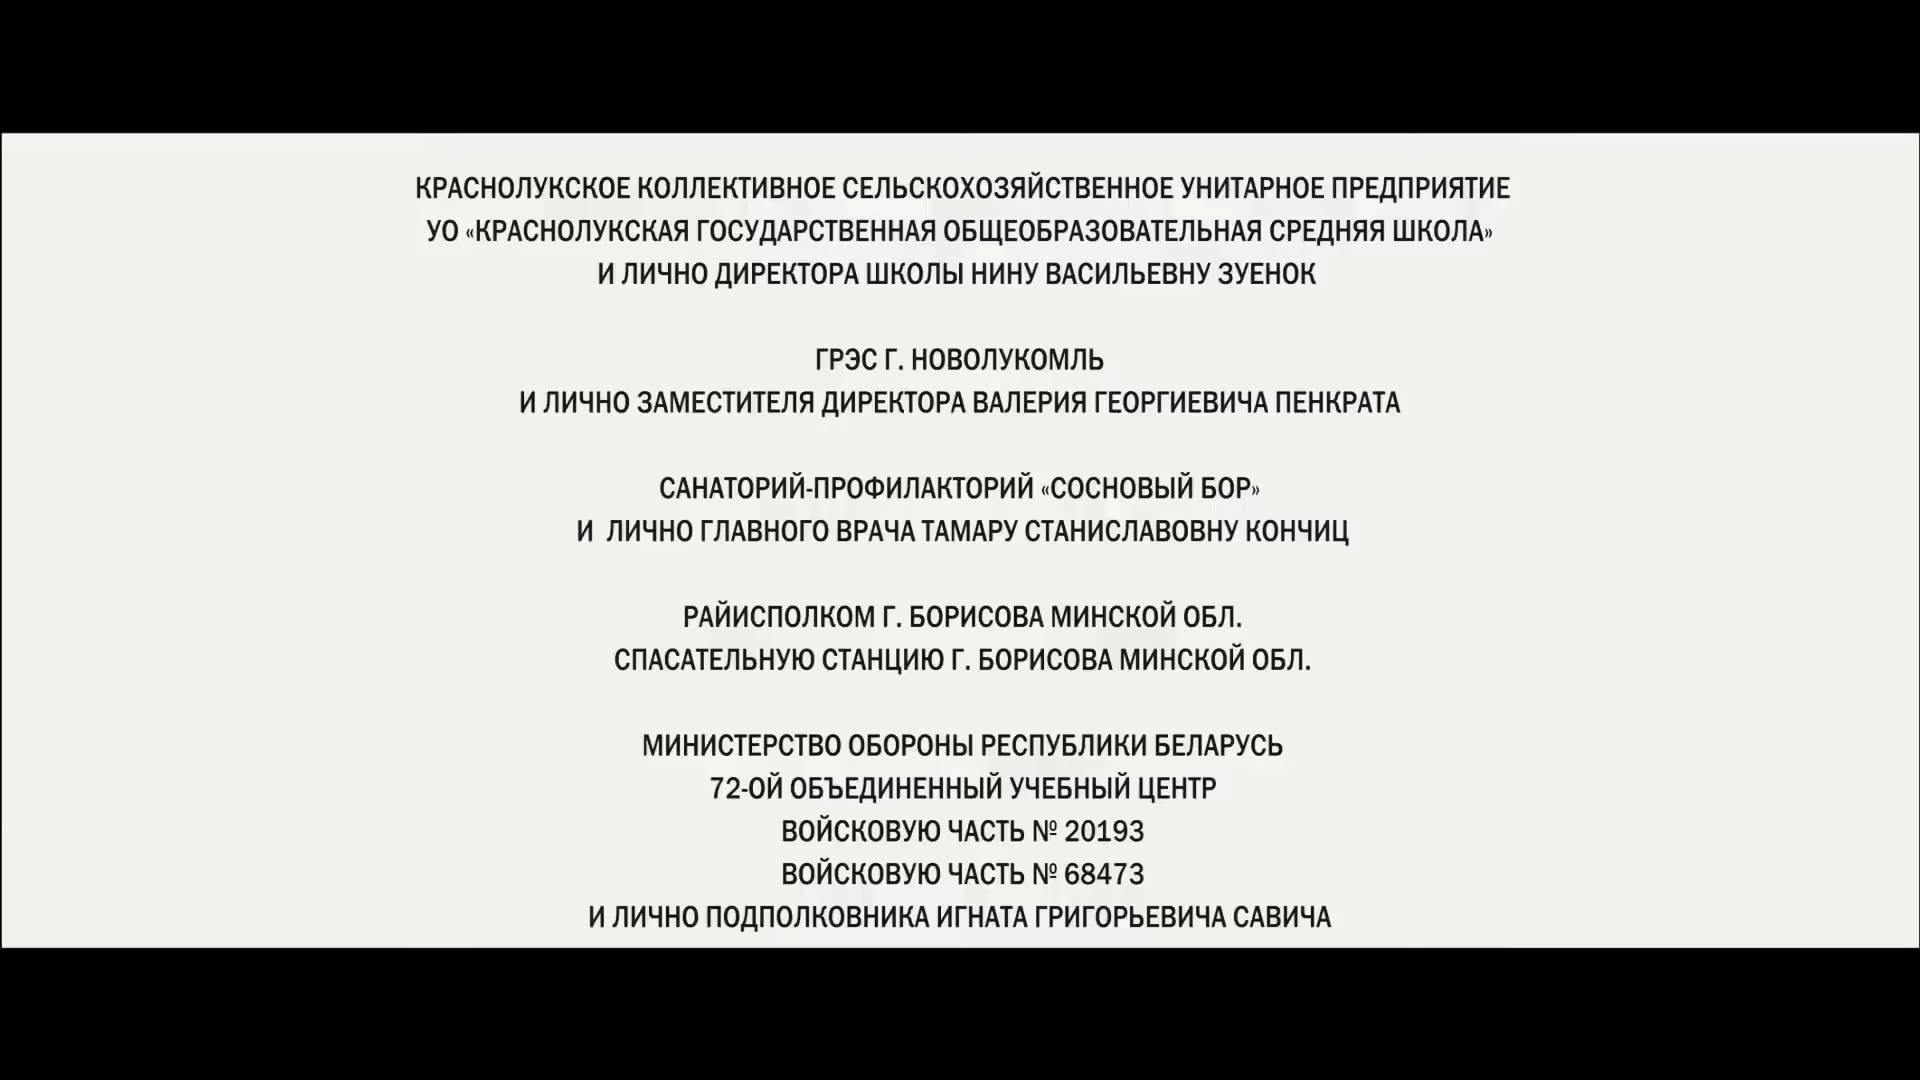 КРАСНОЛУКСКОЕ КОЛЛЕКТИВНОЕ СЕЛЬСКОХОЗЯЙСТВЕННОЕ УНИТАРНОЕ ПРЕДПРИЯТИЕ
УО «КРАСНОЛУКСКАЯ ГОСУДАРСТВЕННАЯ ОБЩЕОБРАЗОВАТЕЛЬНАЯ СРЕДНЯЯ ШКОЛА»
И ЛИЧНО ДИРЕКТОРА ШКОЛЫ НИНУ ВАСИЛЬЕВНУ ЗУЕНОК
ГРЭС Г. НОВОЛУКОМЛЬ
И ЛИЧНО ЗАМЕСТИТЕЛЯ ДИРЕКТОРА ВАЛЕРИЯ ГЕОРГИЕВИЧА ПЕНКРАТА
САНАТОРИЙ-ПРОФИЛАКТОРИЙ «СОСНОВЫЙ БОР»
И ЛИЧНО ГЛАВНОГО ВРАЧА ТАМАРУ СТАНИСЛАВОВНУ КОНЧИЦ
РАЙИСПОЛКОМ Г. БОРИСОВА МИНСКОЙ ОБЛ.
СПАСАТЕЛЬНУЮ СТАНЦИЮ Г. БОРИСОВА МИНСКОЙ ОБЛ.
МИНИСТЕРСТВО ОБОРОНЫ РЕСПУБЛИКИ БЕЛАРУСЬ
72-ОЙ ОБЪЕДИНЕННЫЙ УЧЕБНЫЙ ЦЕНТР
ВОЙСКОВУЮ ЧАСТЬ № 20193
ВОЙСКОВУЮ ЧАСТЬ № 68473
И ЛИЧНО ПОДПОЛКОВНИКА ИГНАТА ГРИГОРЬЕВИЧА САВИЧА